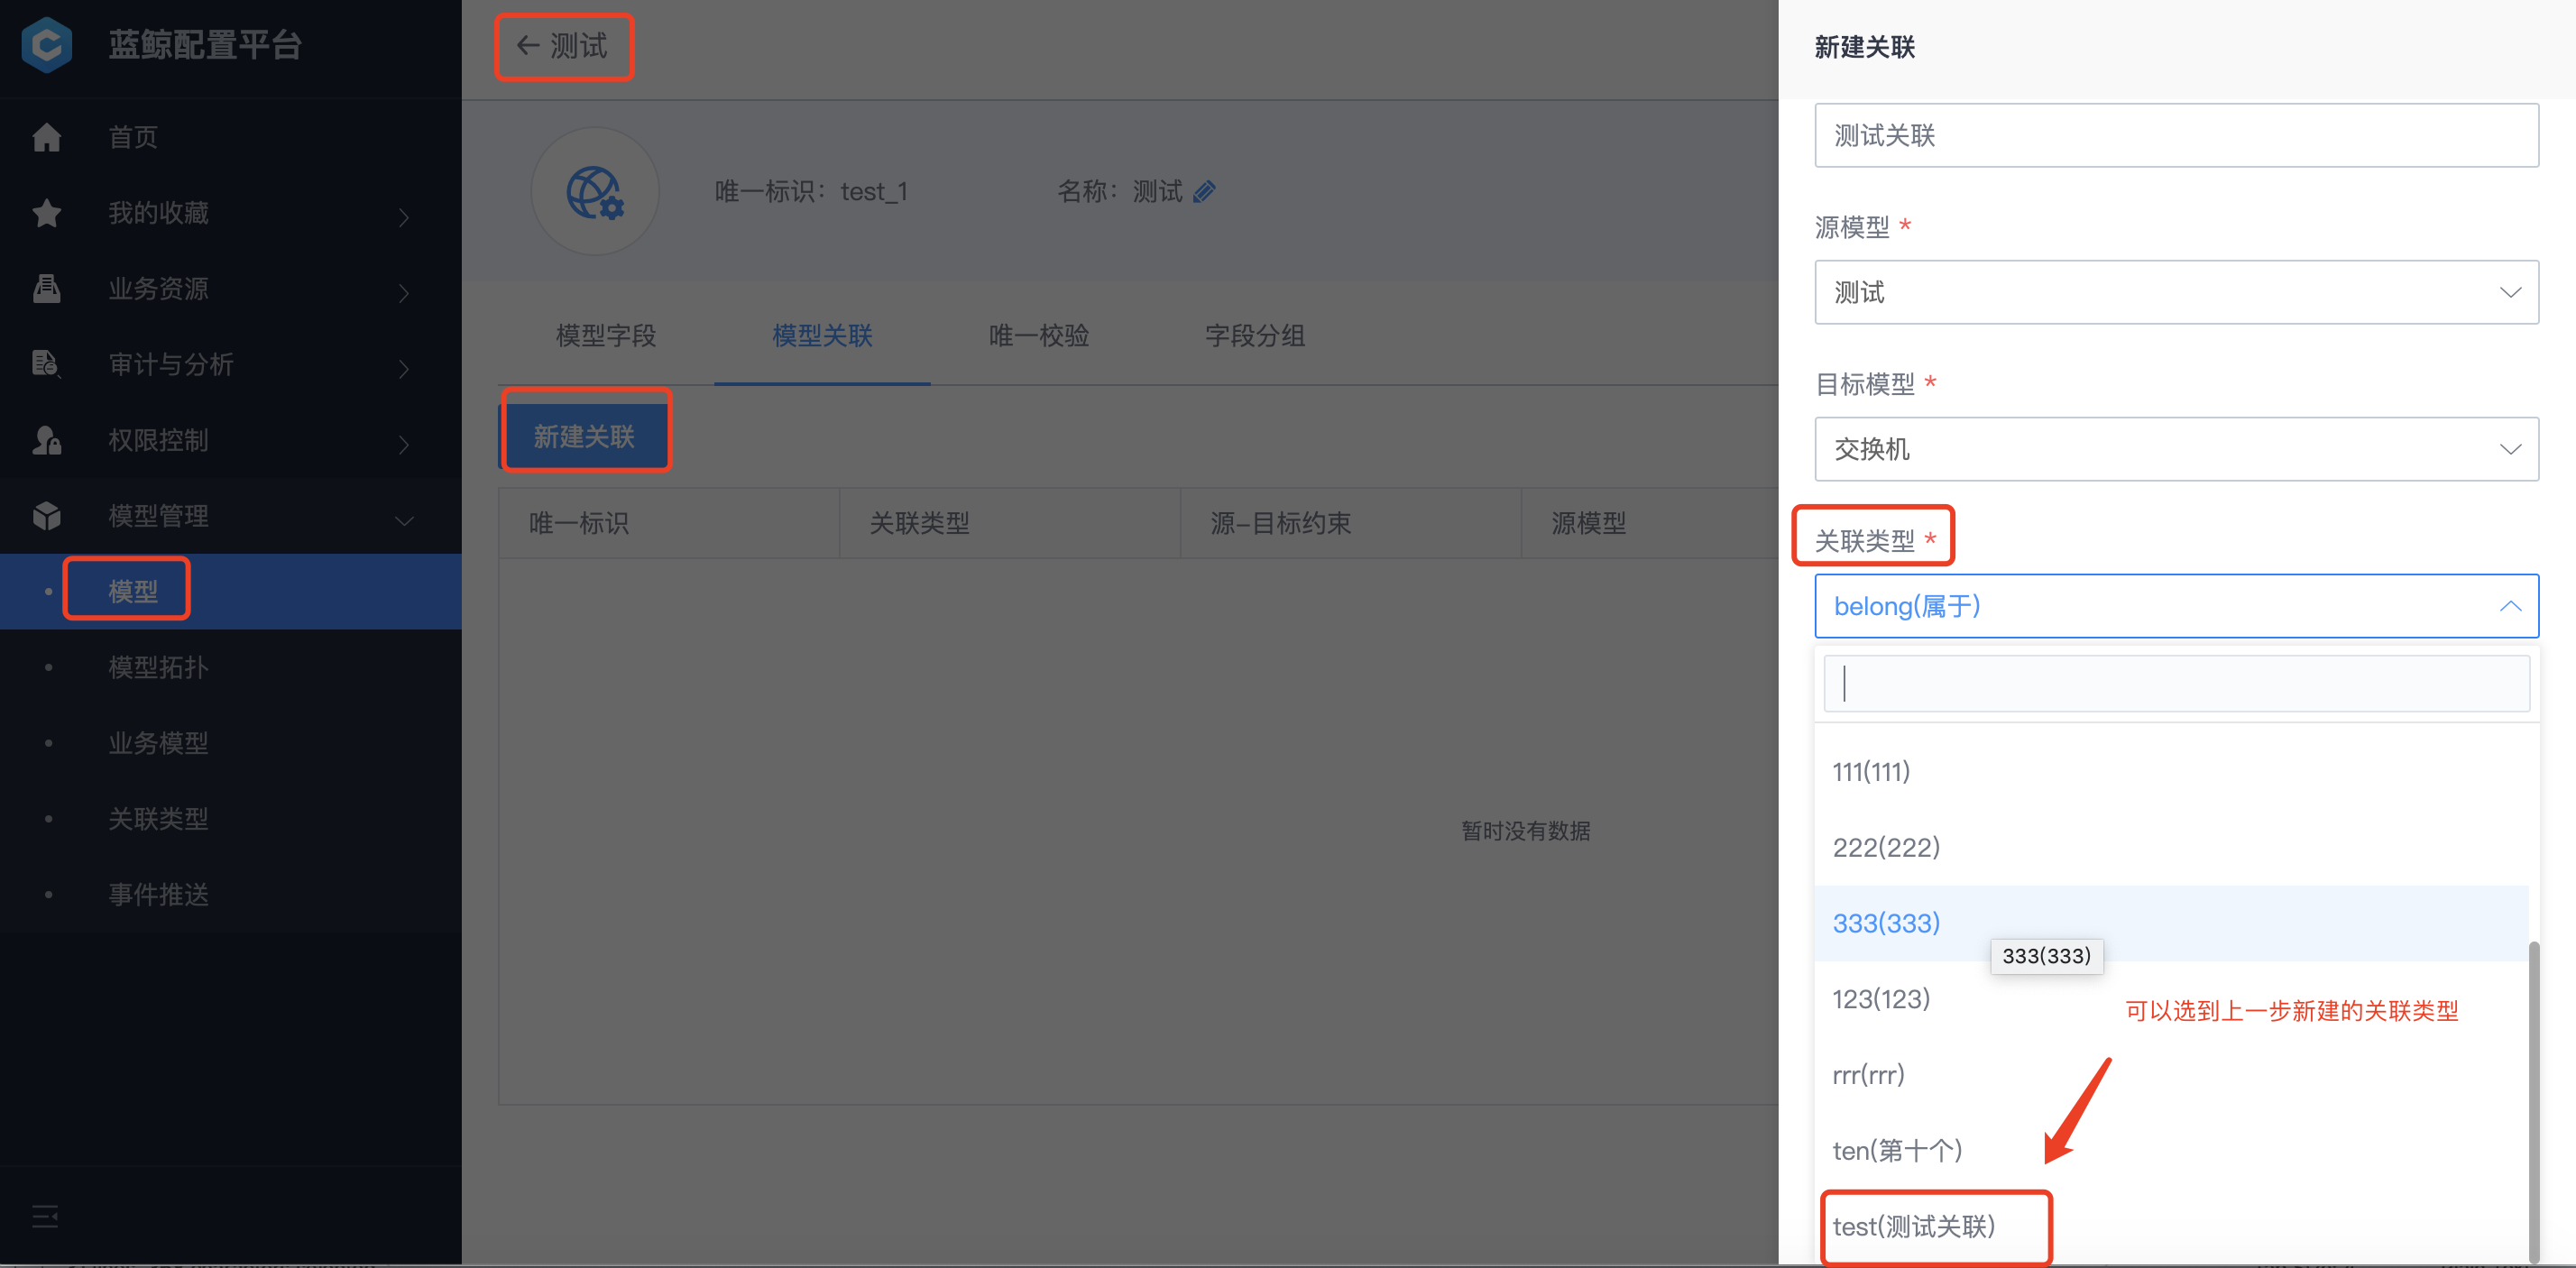 蓝鲸配置平台
首页
我的收藏
业务资源
审计与分析
权限控制
模型管理
模型
模型拓扑
业务模型
关联类型
事件推送
← 测试
唯一标识：test_1
名称：测试
模型字段
模型关联
唯一校验
字段分组
新建关联
唯一标识
关联类型
源-目标约束
源模型
暂时没有数据
新建关联
测试关联
源模型 *
测试
目标模型 *
交换机
关联类型 *
belong(属于)
111(111)
222(222)
333(333)
333(333)
123(123)
可以选到上一步新建的关联类型
rrr(rrr)
ten(第十个)
test(测试关联)